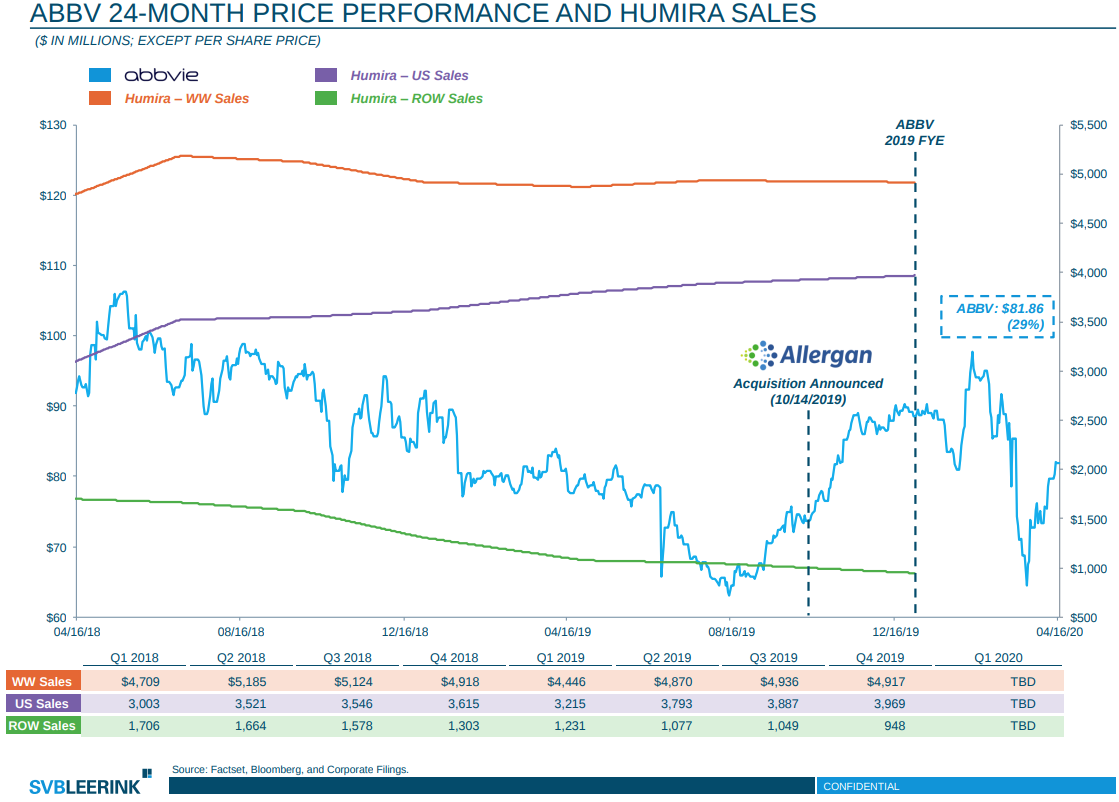 ABBV 24-MONTH PRICE PERFORMANCE AND HUMIRA SALES
($ IN MILLIONS; EXCEPT PER SHARE PRICE)
abbvie
Humira – US Sales
Humira – WW Sales
Humira – ROW Sales
$130
$120
$110
$100
$90
$80
$70
$60
ABBV
2019 FYE
$5,500
$5,000
$4,500
$4,000
$3,500
$3,000
$2,500
$2,000
$1,500
$1,000
$500
ABBV: $81.86
(29%)
Allergan
Acquisition Announced
(10/14/2019)
04/16/18 08/16/18 12/16/18 04/16/19 08/16/19 12/16/19 04/16/20
Q1 2018 Q2 2018 Q3 2018 Q4 2018 Q1 2019 Q2 2019 Q3 2019 Q4 2019 Q1 2020
WW Sales $4,709 $5,185 $5,124 $4,918 $4,446 $4,870 $4,936 $4,917 TBD
US Sales 3,003 3,521 3,546 3,615 3,215 3,793 3,887 3,969 TBD
ROW Sales 1,706 1,664 1,578 1,303 1,231 1,077 1,049 948 TBD
Source: Factset, Bloomberg, and Corporate Filings.
SVBLEERINK
CONFIDENTIAL